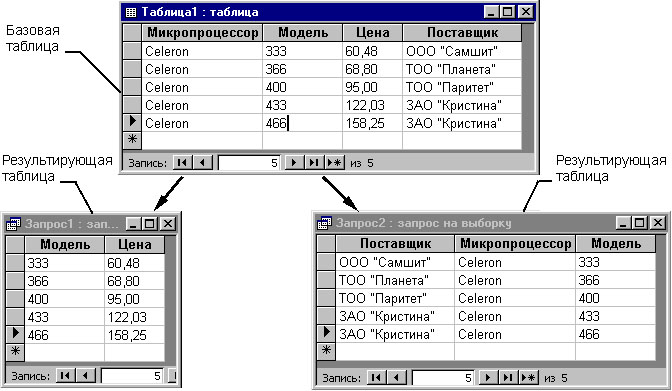 Базовая
таблица
Таблица1 : таблица
Микропроцессор Модель Цена Поставщик
Celeron 333 60,48 ООО "Самшит"
Celeron 366 68,80 ТОО "Планета"
Celeron 400 95,00 ТОО "Паритет"
Celeron 433 122,03 ЗАО "Кристина"
Celeron 466 158,25 ЗАО "Кристина"
Запись: 5 из 5
Результирующая
таблица
Результирующая
таблица
Запрос1 : зап...
Модель Цена
333 60,48
366 68,80
400 95,00
433 122,03
466 158,25
Запись: 5
Запрос2 : запрос на выборку
Поставщик Микропроцессор Модель
ООО "Самшит" Celeron 333
ТОО "Планета" Celeron 366
ТОО "Паритет" Celeron 400
ЗАО "Кристина" Celeron 433
ЗАО "Кристина" Celeron 466
Запись: 5 из 5